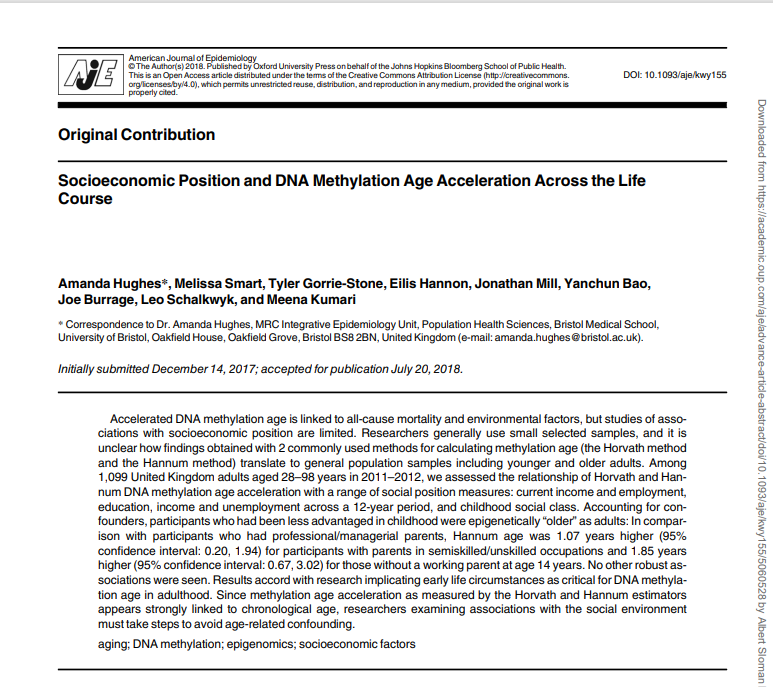 AJE
American Journal of Epidemiology
© The Author(s) 2018. Published by Oxford University Press on behalf of the Johns Hopkins Bloomberg School of Public Health.
This is an Open Access article distributed under the terms of the Creative Commons Attribution License (http://creativecommons.
org/licenses/by/4.0), which permits unrestricted reuse, distribution, and reproduction in any medium, provided the original work is
properly cited.
DOI: 10.1093/aje/kwy155
Original Contribution
Socioeconomic Position and DNA Methylation Age Acceleration Across the Life
Course
Amanda Hughes*, Melissa Smart, Tyler Gorrie-Stone, Eilis Hannon, Jonathan Mill, Yanchun Bao,
Joe Burrage, Leo Schalkwyk, and Meena Kumari
* Correspondence to Dr. Amanda Hughes, MRC Integrative Epidemiology Unit, Population Health Sciences, Bristol Medical School,
University of Bristol, Oakfield House, Oakfield Grove, Bristol BS8 2BN, United Kingdom (e-mail: amanda.hughes@bristol.ac.uk).
Initially submitted December 14, 2017; accepted for publication July 20, 2018.
Accelerated DNA methylation age is linked to all-cause mortality and environmental factors, but studies of asso-
ciations with socioeconomic position are limited. Researchers generally use small selected samples, and it is
unclear how findings obtained with 2 commonly used methods for calculating methylation age (the Horvath method
and the Hannum method) translate to general population samples including younger and older adults. Among
1,099 United Kingdom adults aged 28–98 years in 2011–2012, we assessed the relationship of Horvath and Han-
num DNA methylation age acceleration with a range of social position measures: current income and employment,
education, income and unemployment across a 12-year period, and childhood social class. Accounting for con-
founders, participants who had been less advantaged in childhood were epigenetically “older” as adults: In compar-
ison with participants who had professional/managerial parents, Hannum age was 1.07 years higher (95%
confidence interval: 0.20, 1.94) for participants with parents in semiskilled/unskilled occupations and 1.85 years
higher (95% confidence interval: 0.67, 3.02) for those without a working parent at age 14 years. No other robust as-
sociations were seen. Results accord with research implicating early life circumstances as critical for DNA methyla-
tion age in adulthood. Since methylation age acceleration as measured by the Horvath and Hannum estimators
appears strongly linked to chronological age, researchers examining associations with the social environment
must take steps to avoid age-related confounding.
aging; DNA methylation; epigenomics; socioeconomic factors
Downloaded from https://academic.oup.com/aje/advance-article-abstract/doi/10.1093/aje/kwy155/5060528 by Albert Sloman